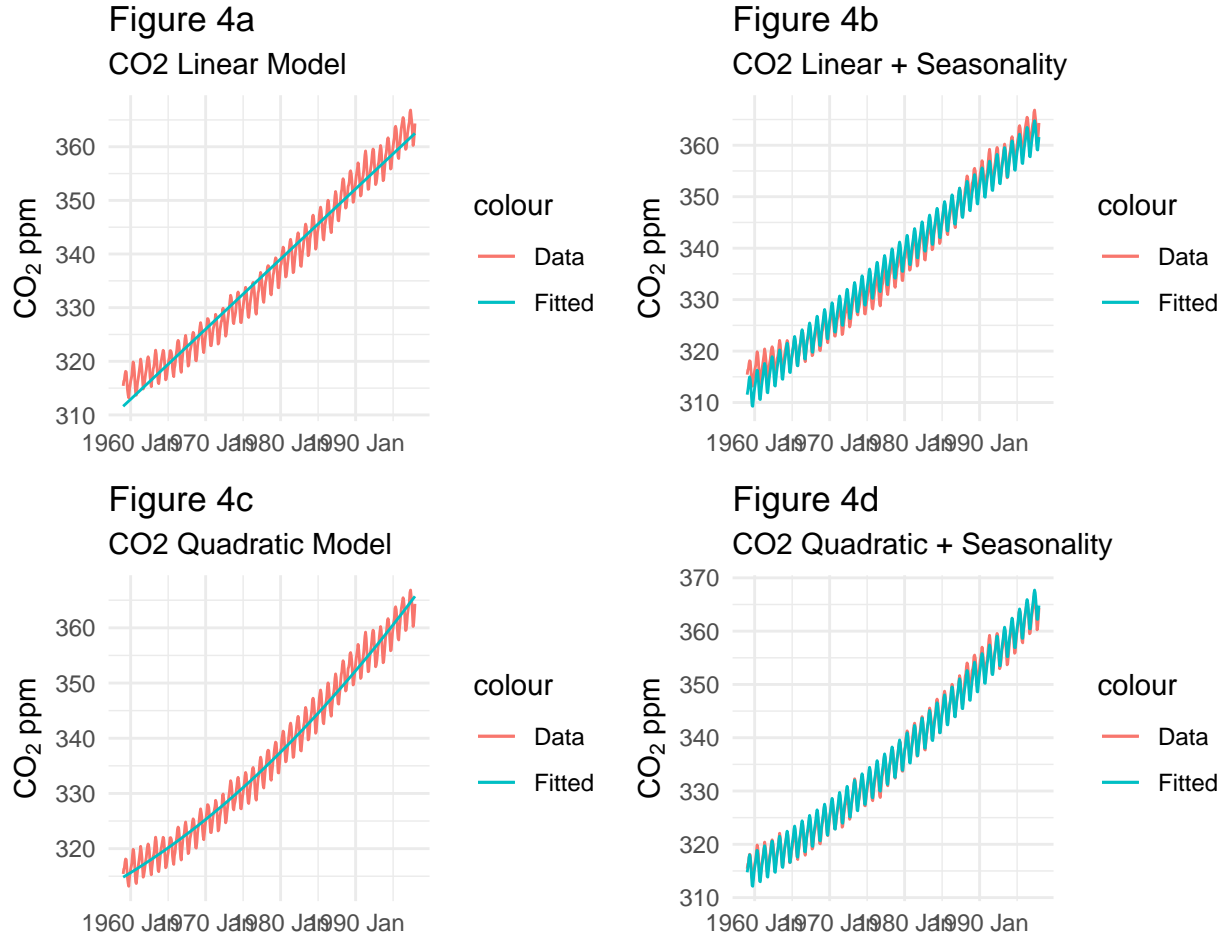 Figure 4a
CO2 Linear Model
360
350
340
330
320
310
CO₂ ppm
1960 Jan 1970 Jan 1980 Jan 1990 Jan
colour
Data
Fitted
Figure 4b
CO2 Linear + Seasonality
360
350
340
330
320
310
CO₂ ppm
1960 Jan 1970 Jan 1980 Jan 1990 Jan
colour
Data
Fitted
Figure 4c
CO2 Quadratic Model
360
350
340
330
320
CO₂ ppm
1960 Jan 1970 Jan 1980 Jan 1990 Jan
colour
Data
Fitted
Figure 4d
CO2 Quadratic + Seasonality
370
360
350
340
330
320
310
CO₂ ppm
1960 Jan 1970 Jan 1980 Jan 1990 Jan
colour
Data
Fitted